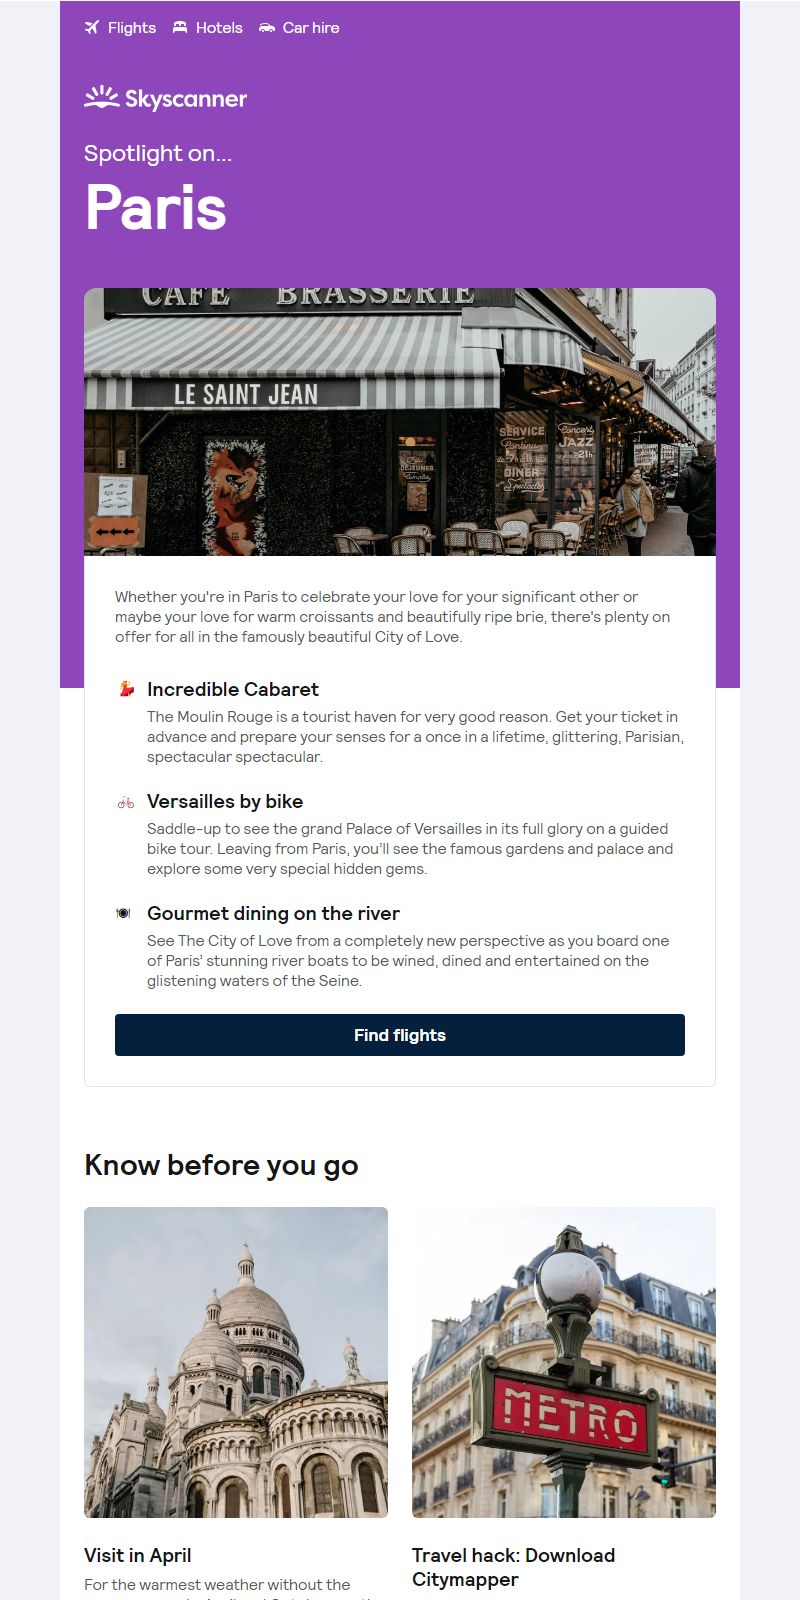 Flights Hotels Car hire
Skyscanner
Spotlight on...
Paris
CAFE BRASSERIE
LE SAINT JEAN
SERVICE
Continu
DINER
Spectacles
Concert
JAZZ
21h
DEJEUNER
Complet
Whether you're in Paris to celebrate your love for your significant other or
maybe your love for warm croissants and beautifully ripe brie, there's plenty on
offer for all in the famously beautiful City of Love.
Incredible Cabaret
The Moulin Rouge is a tourist haven for very good reason. Get your ticket in
advance and prepare your senses for a once in a lifetime, glittering, Parisian,
spectacular spectacular.
Versailles by bike
Saddle-up to see the grand Palace of Versailles in its full glory on a guided
bike tour. Leaving from Paris, you’ll see the famous gardens and palace and
explore some very special hidden gems.
Gourmet dining on the river
See The City of Love from a completely new perspective as you board one
of Paris’ stunning river boats to be wined, dined and entertained on the
glistening waters of the Seine.
Find flights
Know before you go
METRO
Visit in April
For the warmest weather without the
Travel hack: Download
Citymapper